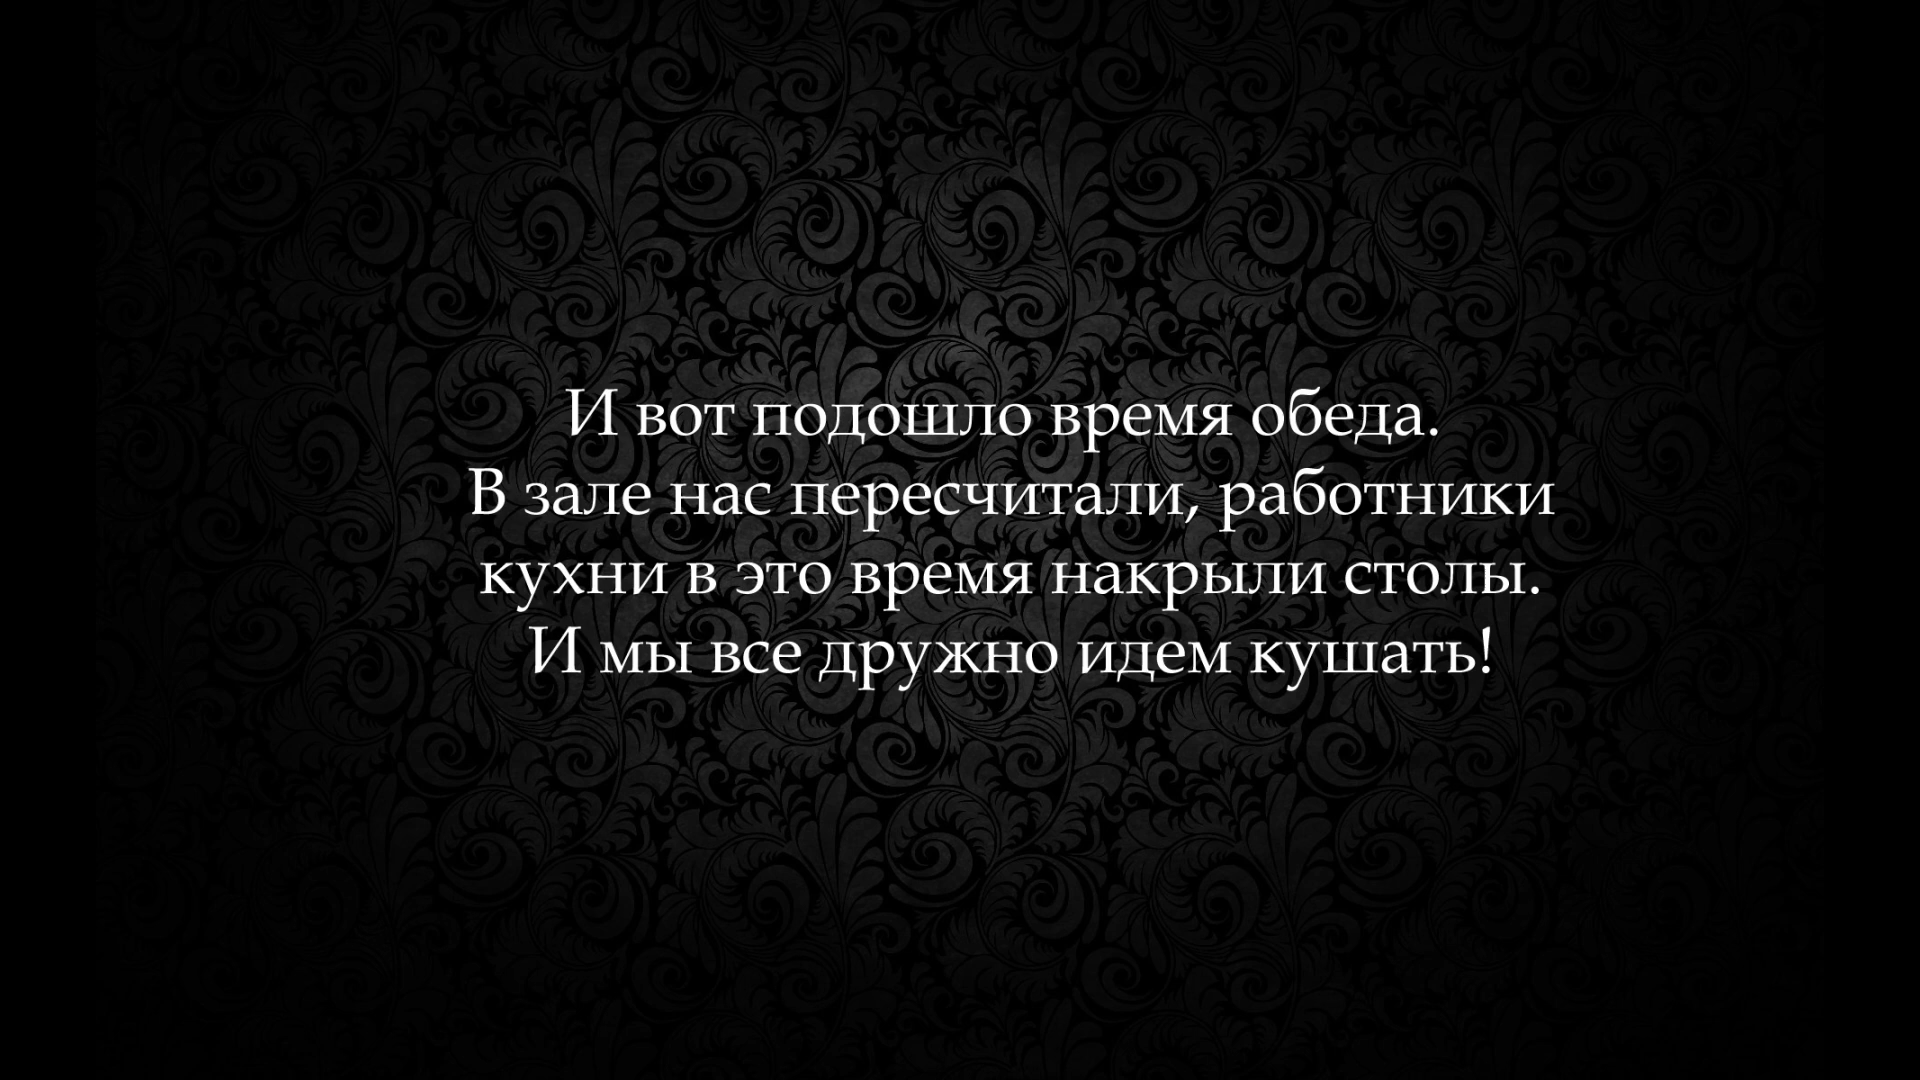 И вот подошло время обеда.
В зале нас пересчитали, работники
кухни в это время накрыли столы.
И мы все дружно идем кушать!